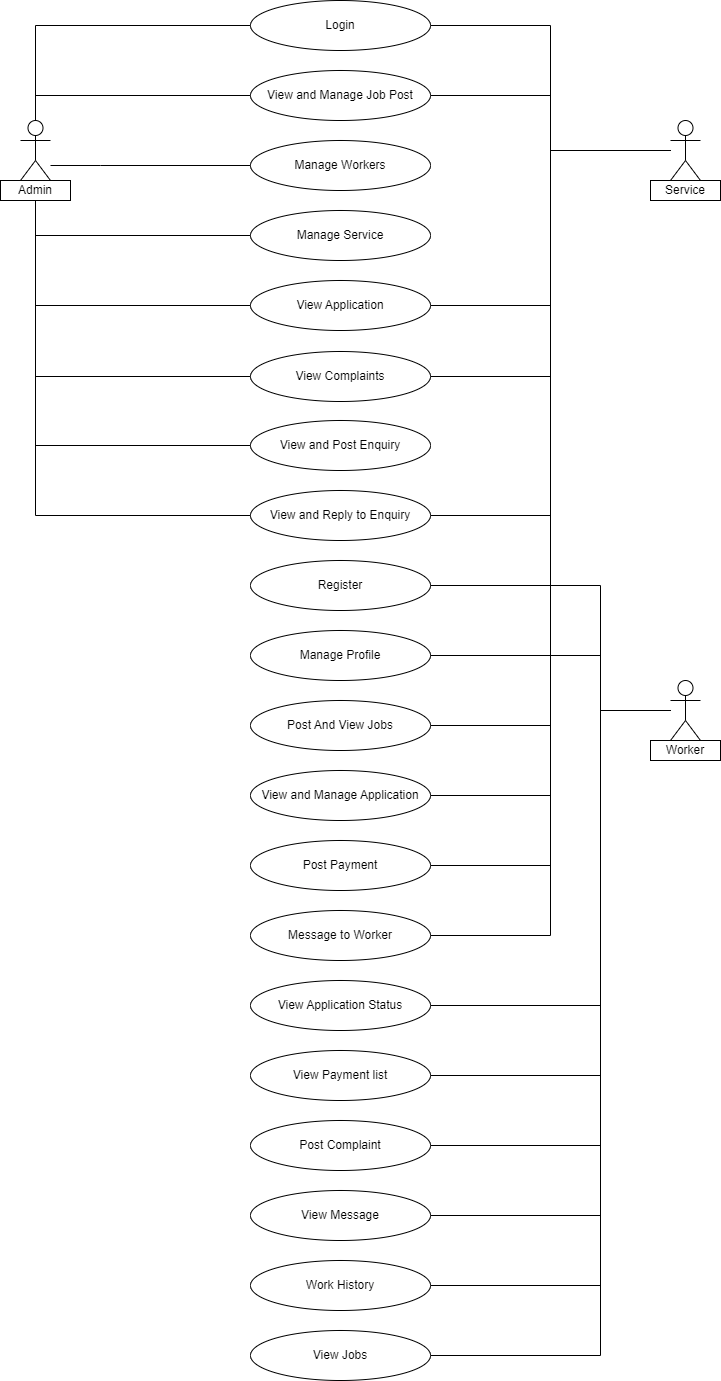 Login
View and Manage Job Post
Manage Workers
Admin
Service
Manage Service
View Application
View Complaints
View and Post Enquiry
View and Reply to Enquiry
Register
Manage Profile
Post And View Jobs
Worker
View and Manage Application
Post Payment
Message to Worker
View Application Status
View Payment list
Post Complaint
View Message
Work History
View Jobs